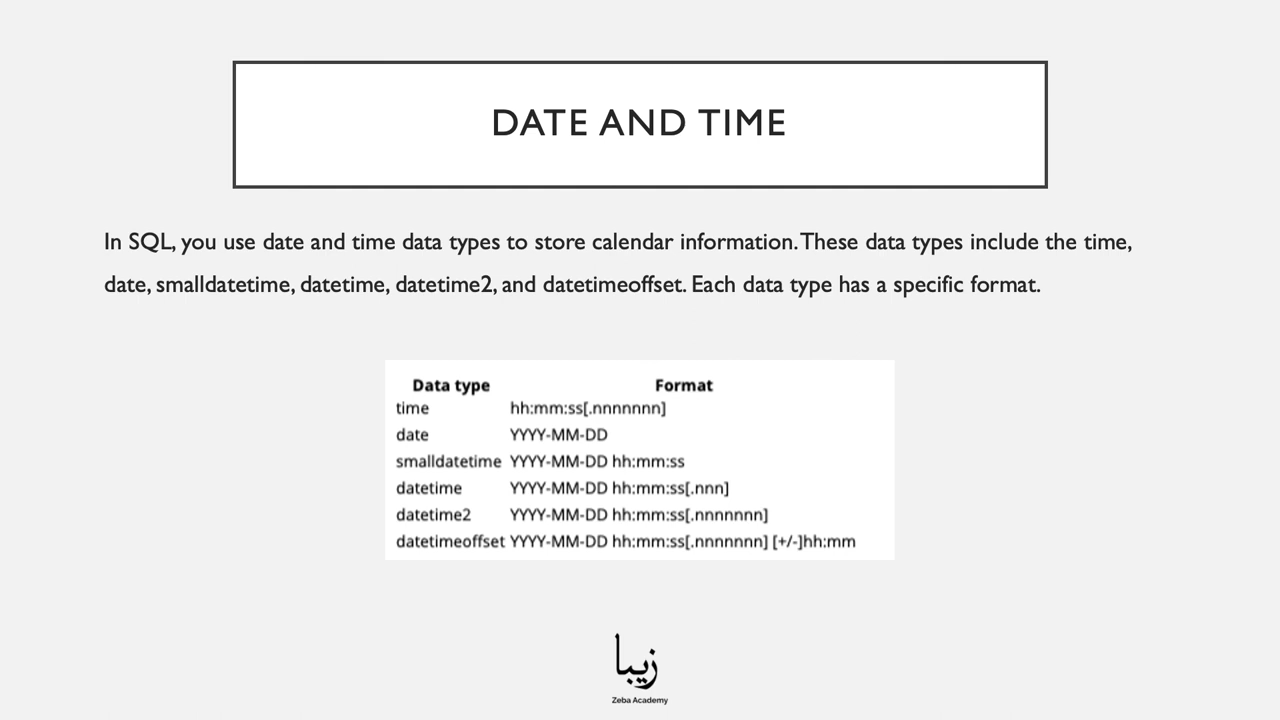 DATE AND TIME
In SQL, you use date and time data types to store calendar information. These data types include the time,
date, smalldatetime, datetime, datetime2, and datetimeoffset. Each data type has a specific format.
Data type Format
time hh:mm:ss[.nnnnnnn]
date YYYY-MM-DD
smalldatetime YYYY-MM-DD hh:mm:ss
datetime YYYY-MM-DD hh:mm:ss[.nnn]
datetime2 YYYY-MM-DD hh:mm:ss[.nnnnnnn]
datetimeoffset YYYY-MM-DD hh:mm:ss[.nnnnnnn] [+/-]hh:mm
زیبا
Zeba Academy